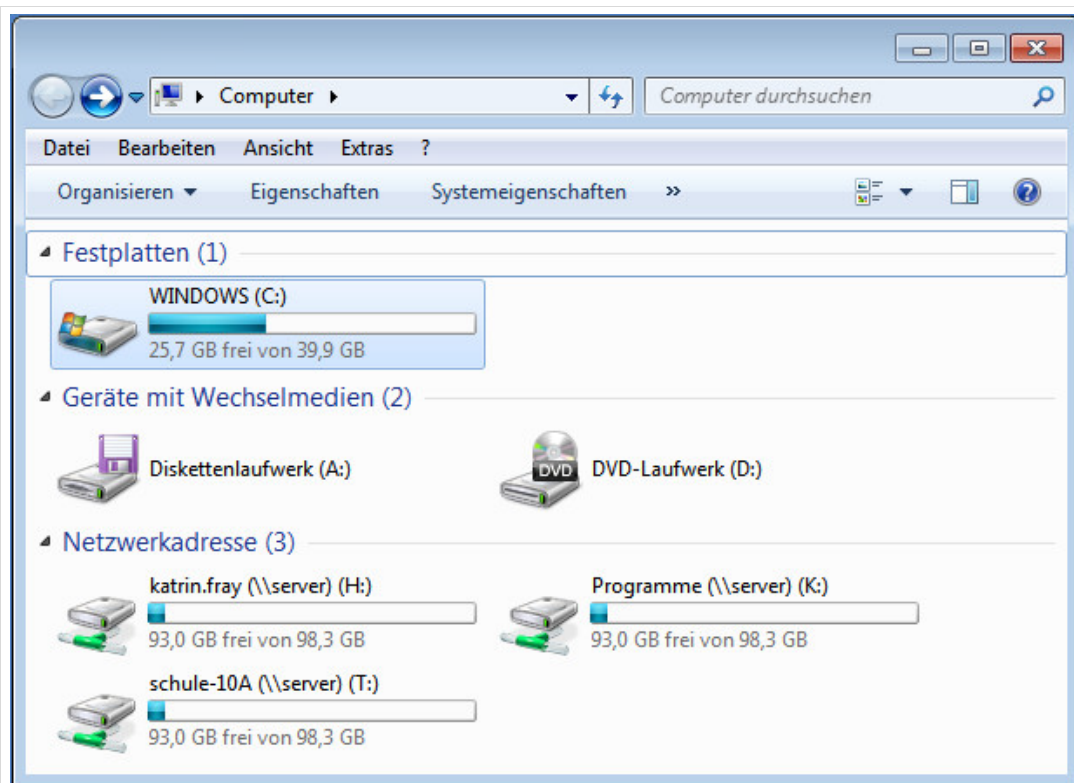 Computer
Computer durchsuchen
Datei Bearbeiten Ansicht Extras ?
Organisieren Eigenschaften Systemeigenschaften »
Festplatten (1)
WINDOWS (C:)
25,7 GB frei von 39,9 GB
Geräte mit Wechselmedien (2)
Diskettenlaufwerk (A:)
DVD
DVD-Laufwerk (D:)
Netzwerkadresse (3)
katrin.fray (\\server) (H:)
93,0 GB frei von 98,3 GB
Programme (\\server) (K:)
93,0 GB frei von 98,3 GB
schule-10A (\\server) (T:)
93,0 GB frei von 98,3 GB